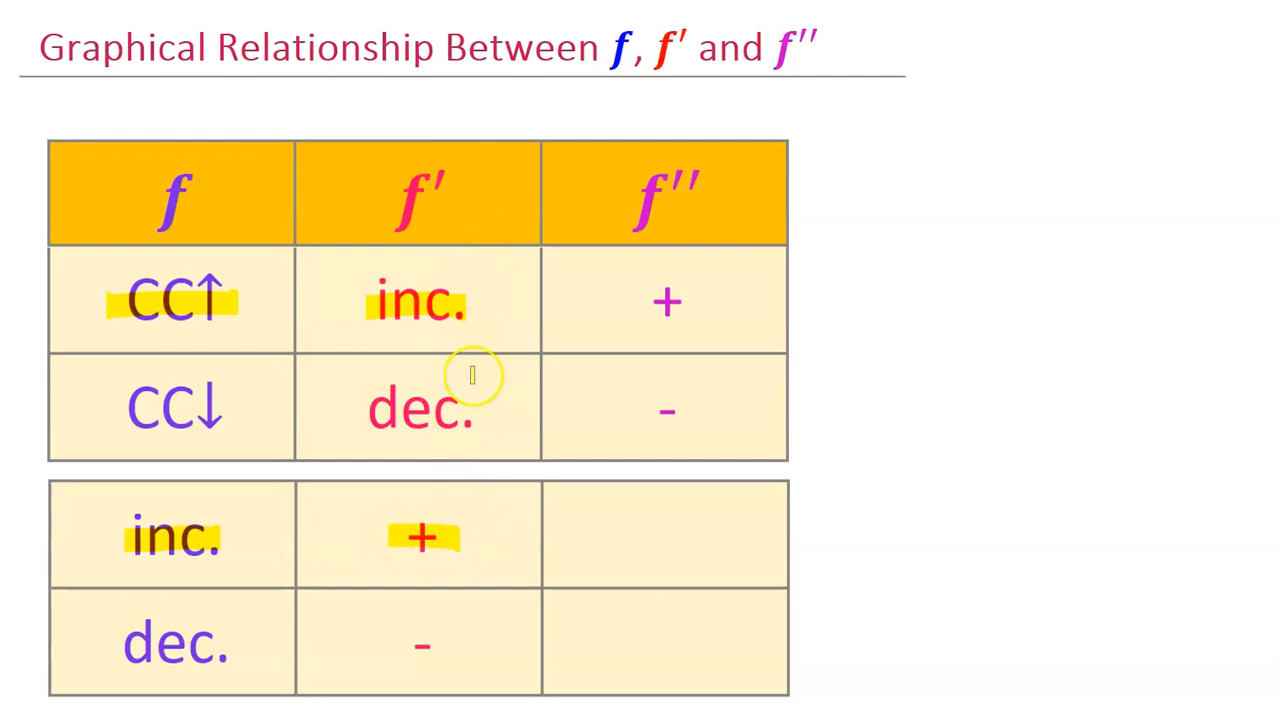 Graphical Relationship Between f, f′ and f′′
f f′ f′′
CC↑ inc. +
CC↓ dec. -
inc. +
dec. -